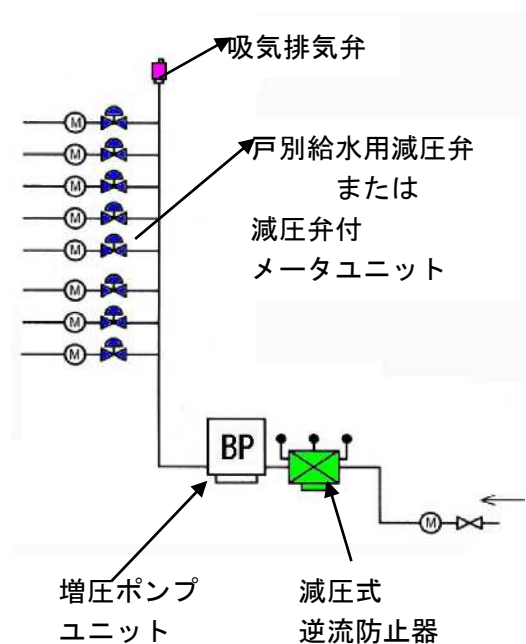 吸気排気弁
M
M
M
M
M
M
M
M
戸別給水用減圧弁
または
減圧弁付
メータユニット
BP
M
増圧ポンプ
ユニット
減圧式
逆流防止器